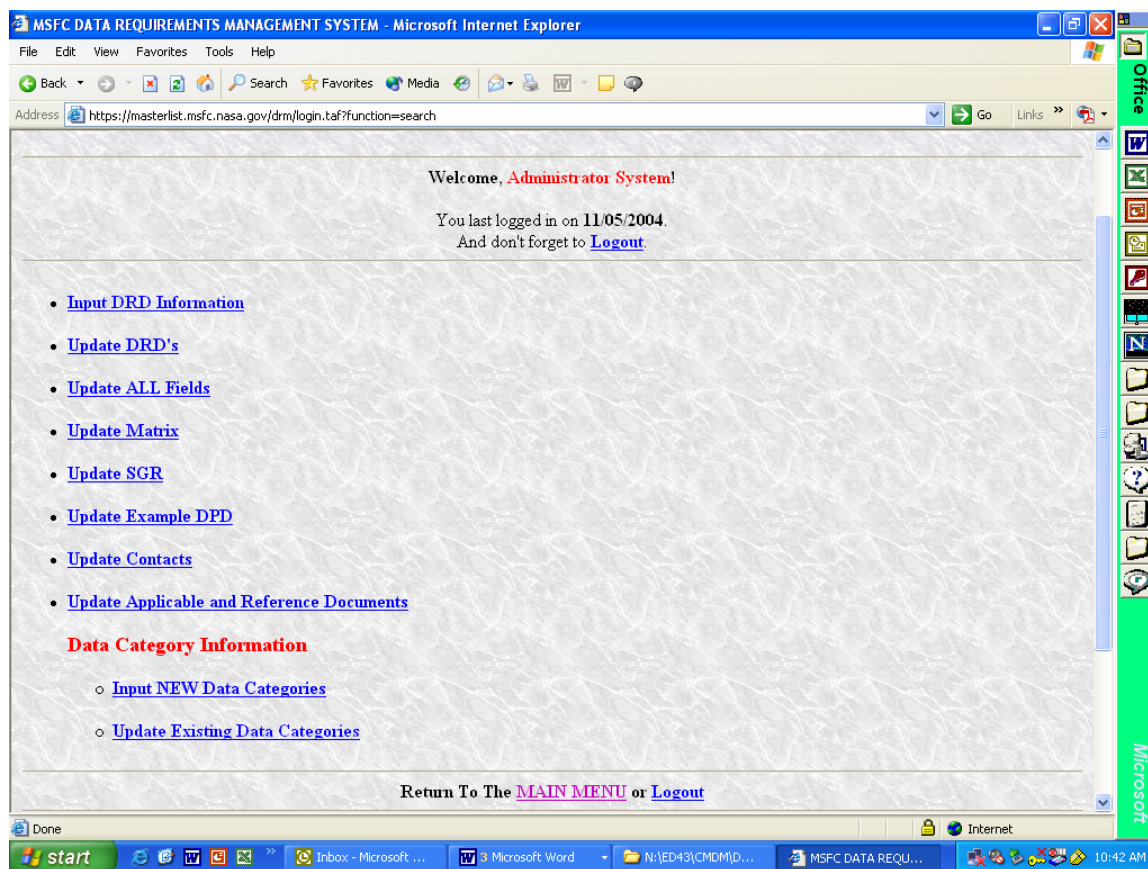 MSFC DATA REQUIREMENTS MANAGEMENT SYSTEM - Microsoft Internet Explorer
File Edit View Favorites Tools Help
Back Search Favorites Media
Address https://masterlist.msfc.nasa.gov/drm/login.taf?function=search Go Links »
Welcome, Administrator System!
You last logged in on 11/05/2004.
And don't forget to Logout.
• Input DRD Information
• Update DRD's
• Update ALL Fields
• Update Matrix
• Update SGR
• Update Example DPD
• Update Contacts
• Update Applicable and Reference Documents
Data Category Information
○ Input NEW Data Categories
○ Update Existing Data Categories
Return To The MAIN MENU or Logout
Done Internet
start » Inbox - Microsoft ... 3 Microsoft Word N:\ED43\CMDM\D... MSFC DATA REQU... 10:42 AM
Office
Microsoft